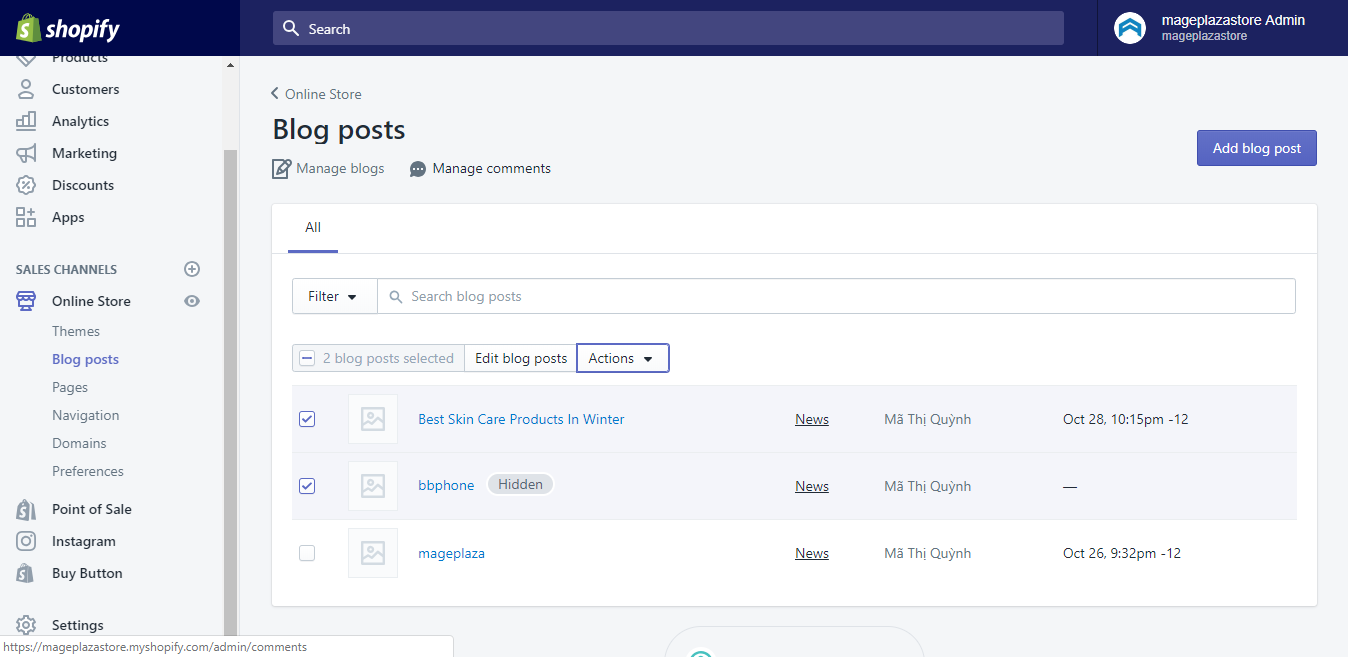 shopify
Search
mageplazastore Admin
mageplazastore
Products
Customers
Analytics
Marketing
Discounts
Apps
SALES CHANNELS
Online Store
Themes
Blog posts
Pages
Navigation
Domains
Preferences
Point of Sale
Instagram
Buy Button
Settings
https://mageplazastore.myshopify.com/admin/comments
Online Store
Blog posts
Manage blogs Manage comments
Add blog post
All
Filter Search blog posts
2 blog posts selected Edit blog posts Actions
Best Skin Care Products In Winter News Mã Thị Quỳnh Oct 28, 10:15pm -12
bbphone Hidden News Mã Thị Quỳnh —
mageplaza News Mã Thị Quỳnh Oct 26, 9:32pm -12